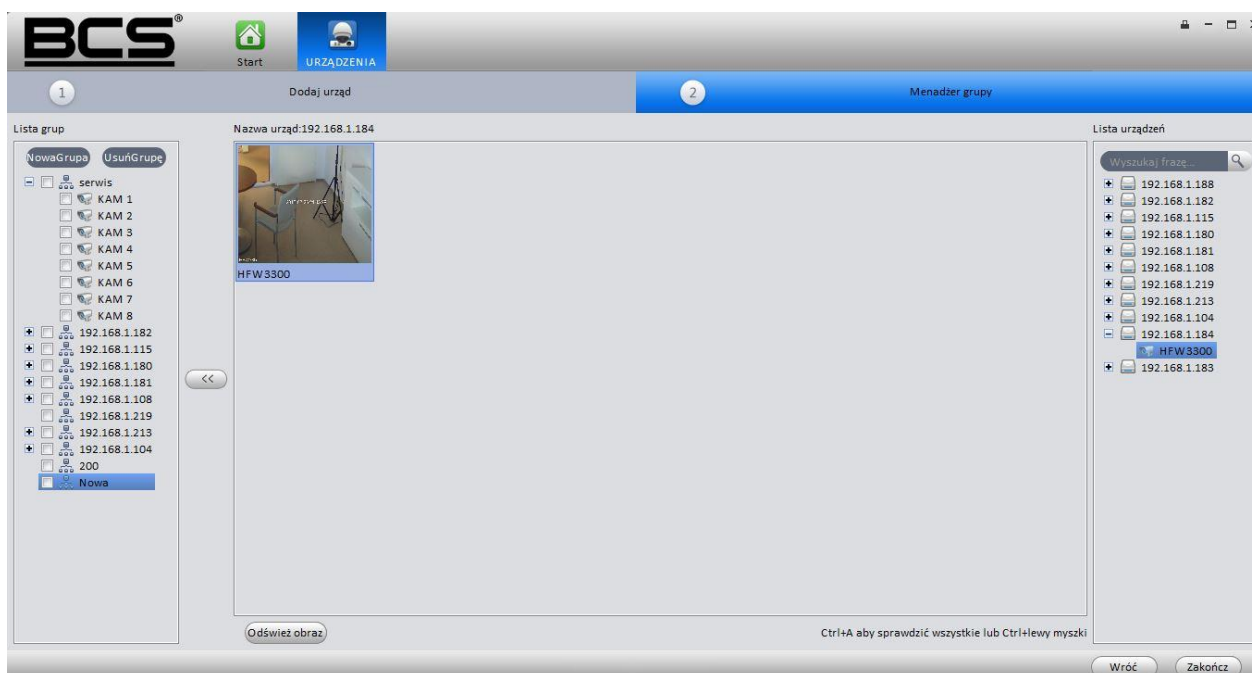 BCS®
Start
URZĄDZENIA
1
Dodaj urząd
2
Menadżer grupy
Lista grup
NowaGrupa
UsuńGrupę
serwis
KAM 1
KAM 2
KAM 3
KAM 4
KAM 5
KAM 6
KAM 7
KAM 8
192.168.1.182
192.168.1.115
192.168.1.180
192.168.1.181
192.168.1.108
192.168.1.219
192.168.1.213
192.168.1.104
200
Nowa
<<
Nazwa urząd:192.168.1.184
HFW3300
Odśwież obraz
Ctrl+A aby sprawdzić wszystkie lub Ctrl+lewy myszki
Lista urządzeń
Wyszukaj frazę...
192.168.1.188
192.168.1.182
192.168.1.115
192.168.1.180
192.168.1.181
192.168.1.108
192.168.1.219
192.168.1.213
192.168.1.104
192.168.1.184
HFW3300
192.168.1.183
Wróć
Zakończ